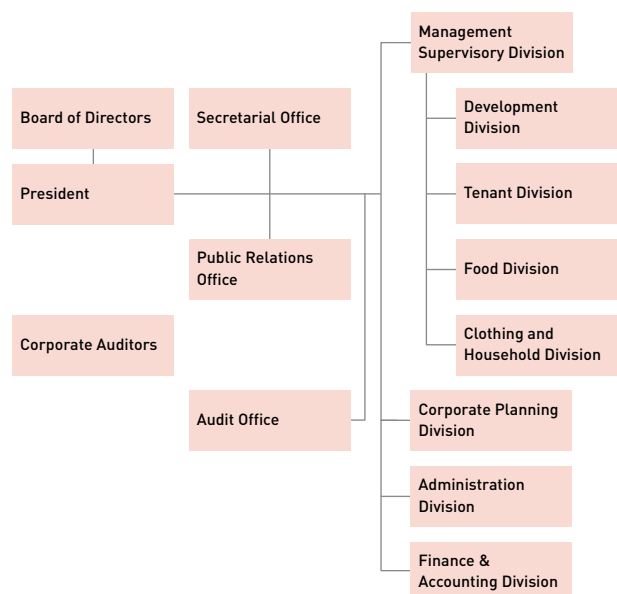 Management
Supervisory Division
Board of Directors
Secretarial Office
Development
Division
President
Tenant Division
Public Relations
Office
Food Division
Corporate Auditors
Clothing and
Household Division
Audit Office
Corporate Planning
Division
Administration
Division
Finance &
Accounting Division